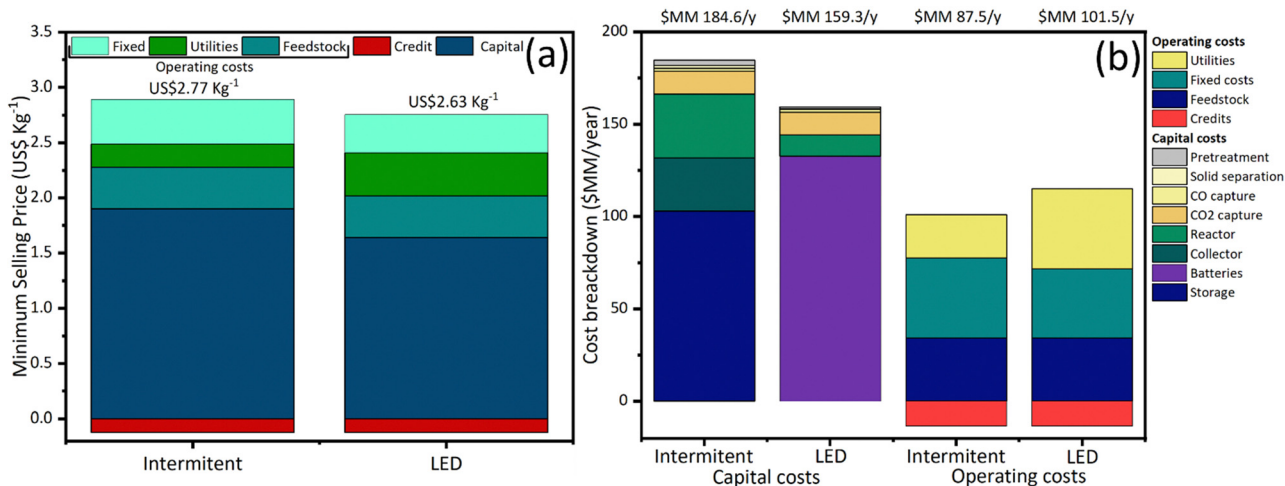 3.5
3.0
2.5
2.0
1.5
1.0
0.5
0.0
Minimum Selling Price (US$ Kg-1)
Fixed Utilities Feedstock Credit Capital
Operating costs
(a)
US$2.77 Kg-1
US$2.63 Kg-1
Intermitent LED
$MM 184.6/y $MM 159.3/y $MM 87.5/y $MM 101.5/y
200
150
100
50
0
Cost breackdown ($MM/year)
(b)
Intermitent LED Intermitent LED
Capital costs Operating costs
Operating costs
Utilities
Fixed costs
Feedstock
Credits
Capital costs
Pretreatment
Solid separation
CO capture
CO2 capture
Reactor
Collector
Batteries
Storage